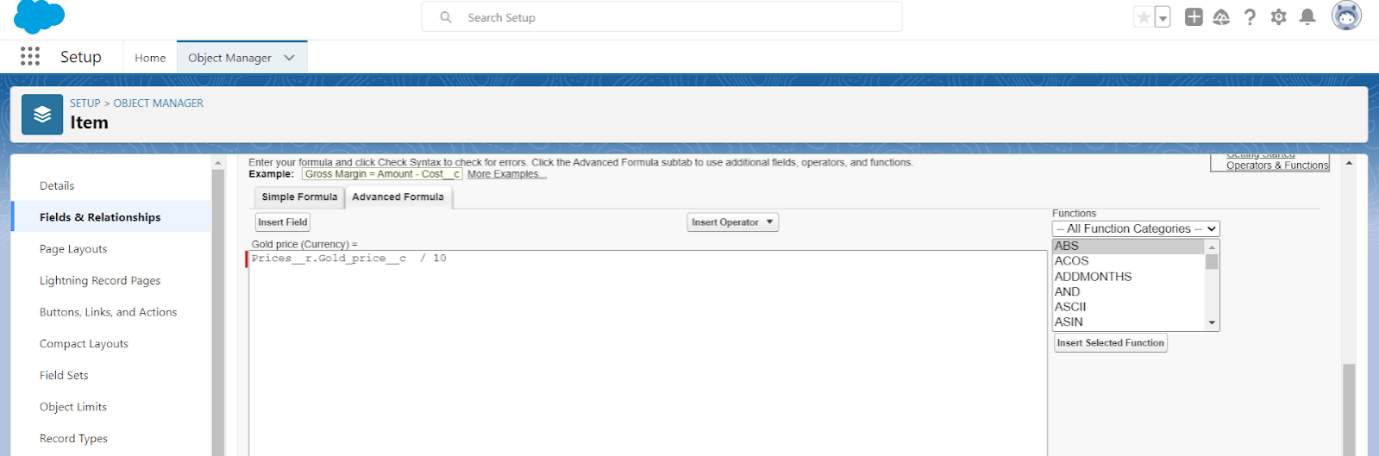 Search Setup
Setup
Home
Object Manager
SETUP > OBJECT MANAGER
Item
Details
Fields & Relationships
Page Layouts
Lightning Record Pages
Buttons, Links, and Actions
Compact Layouts
Field Sets
Object Limits
Record Types
Enter your formula and click Check Syntax to check for errors. Click the Advanced Formula subtab to use additional fields, operators, and functions.
Example: Gross Margin = Amount - Cost__c More Examples...
Getting Started
Operators & Functions
Simple Formula
Advanced Formula
Insert Field
Insert Operator
Gold price (Currency) =
Prices__r.Gold_price__c / 10
Functions
-- All Function Categories --
ABS
ACOS
ADDMONTHS
AND
ASCII
ASIN
Insert Selected Function